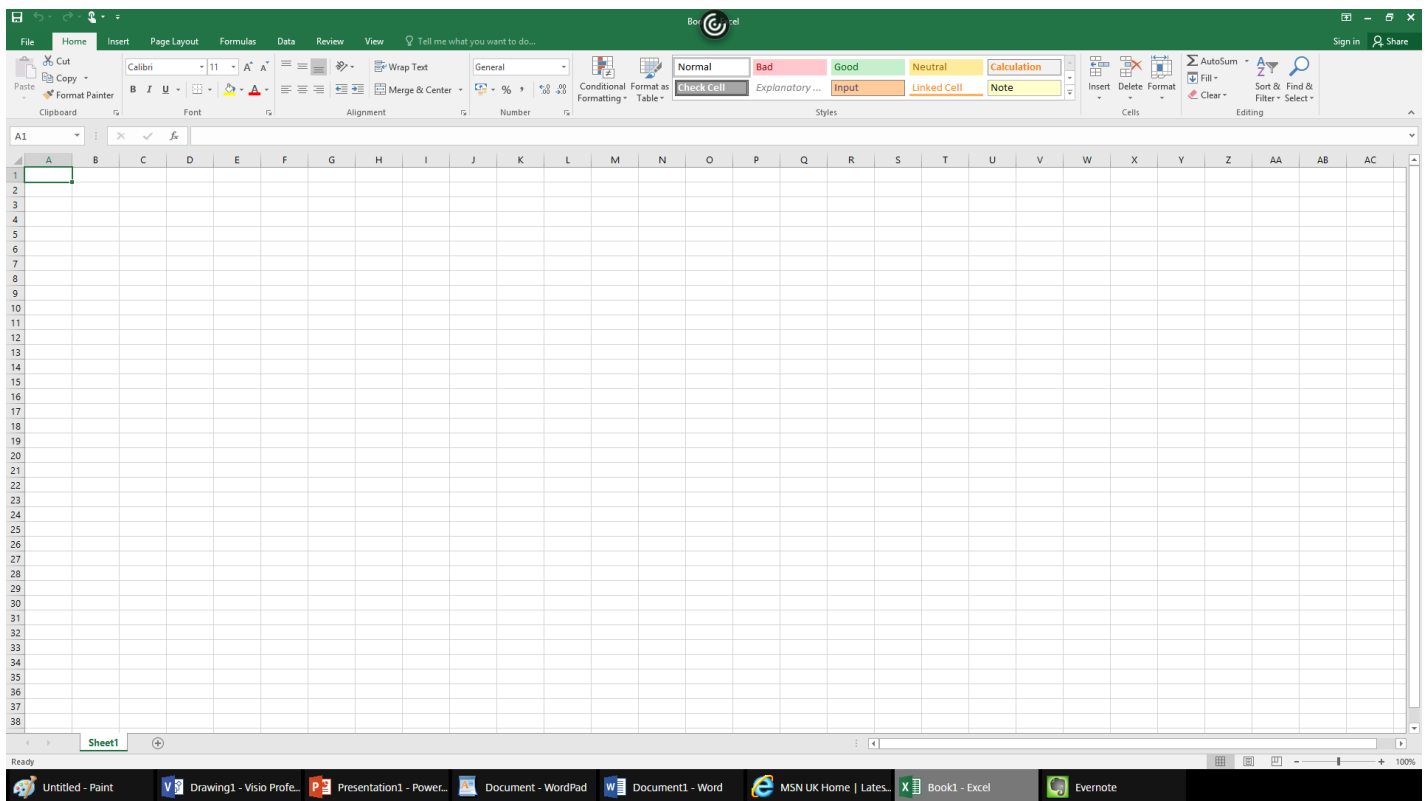 Bo el
File Home Insert Page Layout Formulas Data Review View Tell me what you want to do... Sign in Share
Cut
Copy
Paste
Format Painter
Clipboard
Calibri 11 A A
B I U A
Font
Wrap Text
Merge & Center
Alignment
General
% , .0 .00 .00 .0
Number
Conditional Formatting
Format as Table
Normal Bad Good Neutral Calculation
Check Cell Explanatory ... Input Linked Cell Note
Styles
Insert Delete Format
Cells
AutoSum
Fill
Clear
Sort & Filter
Find & Select
Editing
A1 fx
A B C D E F G H I J K L M N O P Q R S T U V W X Y Z AA AB AC
1
2
3
4
5
6
7
8
9
10
11
12
13
14
15
16
17
18
19
20
21
22
23
24
25
26
27
28
29
30
31
32
33
34
35
36
37
38
Sheet1
Ready 100%
Untitled - Paint Drawing1 - Visio Profe... Presentation1 - Power... Document - WordPad Document1 - Word MSN UK Home | Lates... Book1 - Excel Evernote